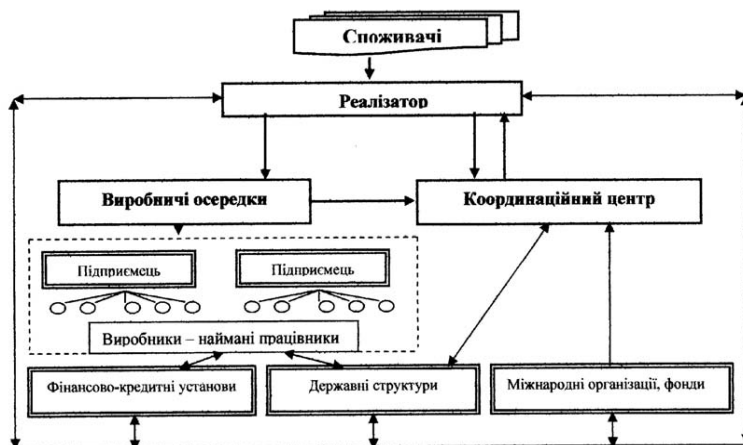 Споживачі
Реалізатор
Виробничі осередки
Координаційний центр
Підприємець
Підприємець
Виробники – наймані працівники
Фінансово-кредитні установи
Державні структури
Міжнародні організації, фонди